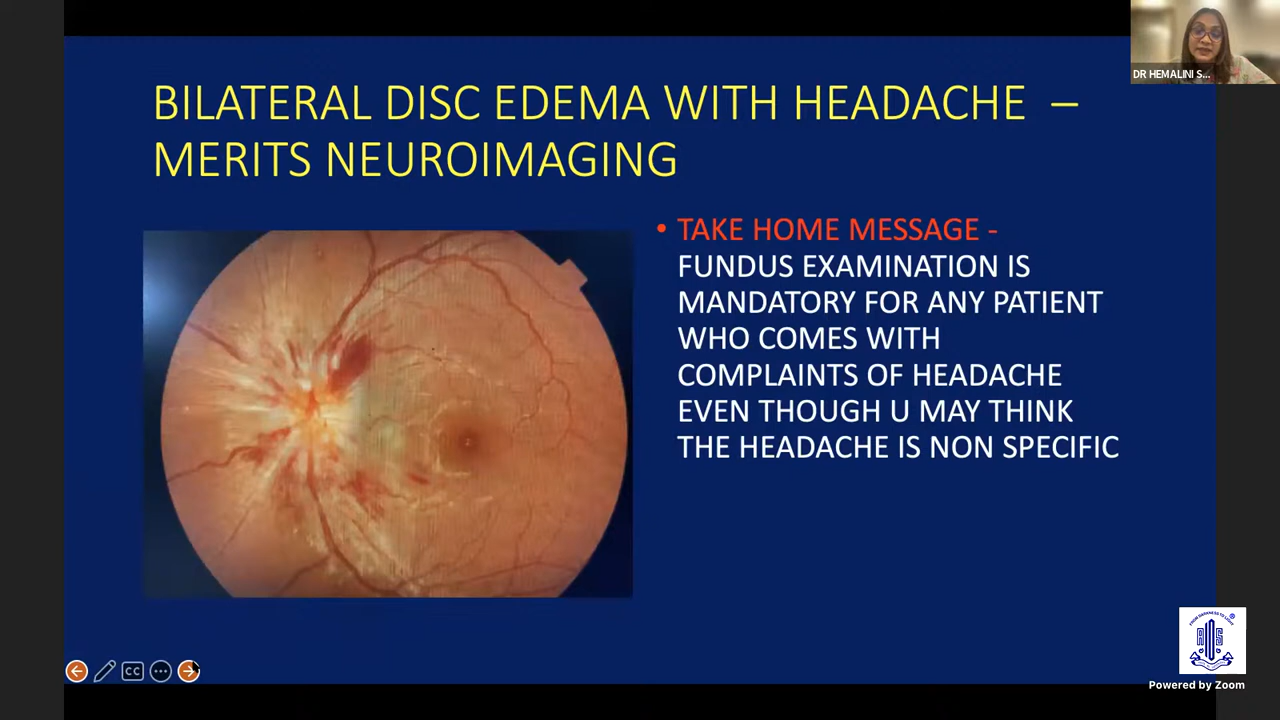 DR HEMALINI S...
BILATERAL DISC EDEMA WITH HEADACHE –
MERITS NEUROIMAGING
• TAKE HOME MESSAGE -
FUNDUS EXAMINATION IS
MANDATORY FOR ANY PATIENT
WHO COMES WITH
COMPLAINTS OF HEADACHE
EVEN THOUGH U MAY THINK
THE HEADACHE IS NON SPECIFIC
CC
Powered by Zoom